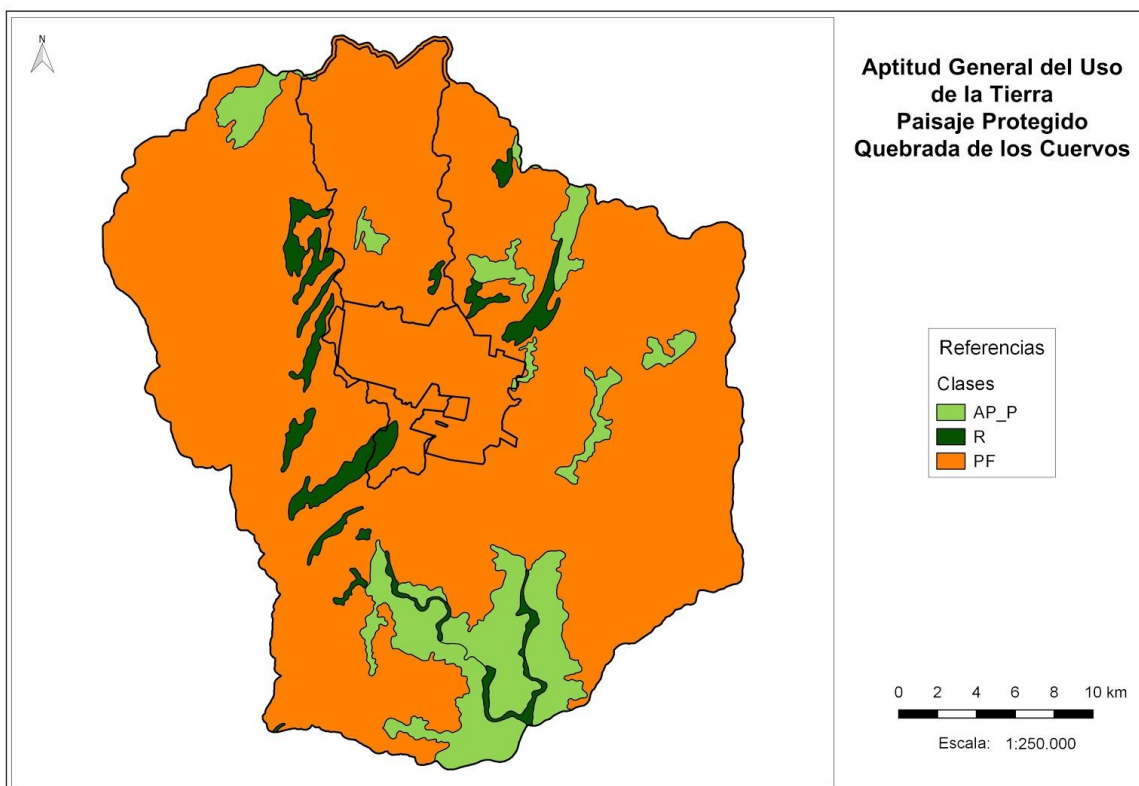 N
Aptitud General del Uso
de la Tierra
Paisaje Protegido
Quebrada de los Cuervos
Referencias
Clases
AP_P
R
PF
0 2 4 6 8 10 km
Escala: 1:250.000